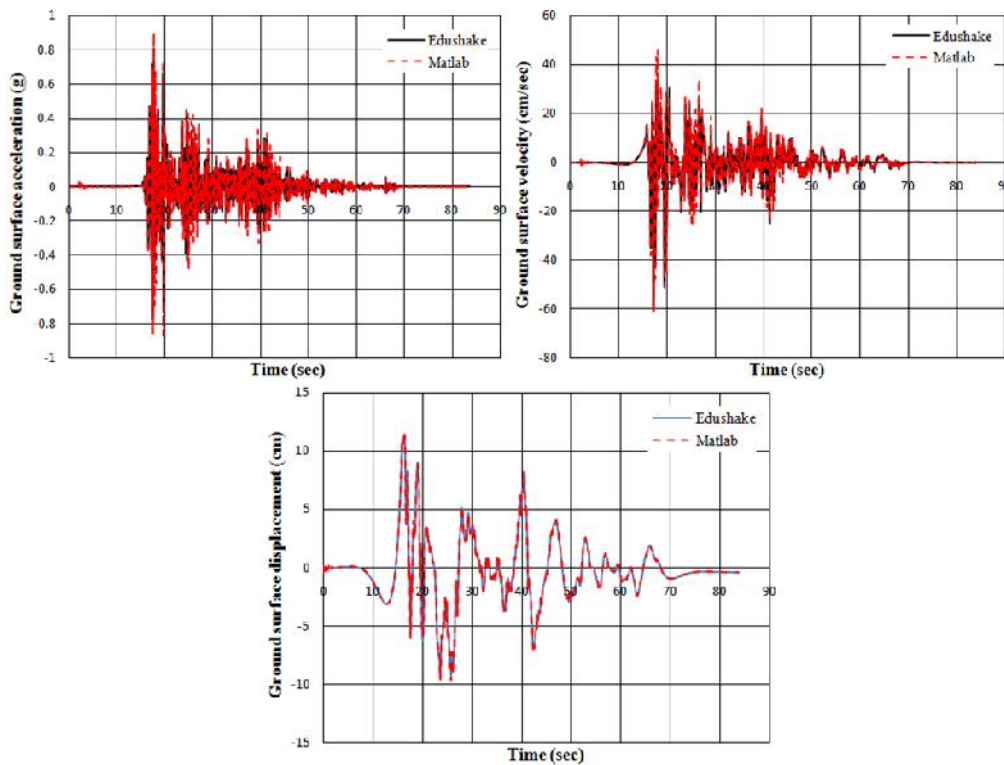 Ground surface acceleration (g)
1
0.8
0.6
0.4
0.2
0
-0.2
-0.4
-0.6
-0.8
-1
0 10 20 30 40 50 60 70 80 90
Time (sec)
Edushake
Matlab
Ground surface velocity (cm/sec)
60
40
20
0
-20
-40
-60
-80
0 10 20 30 40 50 60 70 80 90
Time (sec)
Edushake
Matlab
Ground surface displacement (cm)
15
10
5
0
-5
-10
-15
0 10 20 30 40 50 60 70 80 90
Time (sec)
Edushake
Matlab